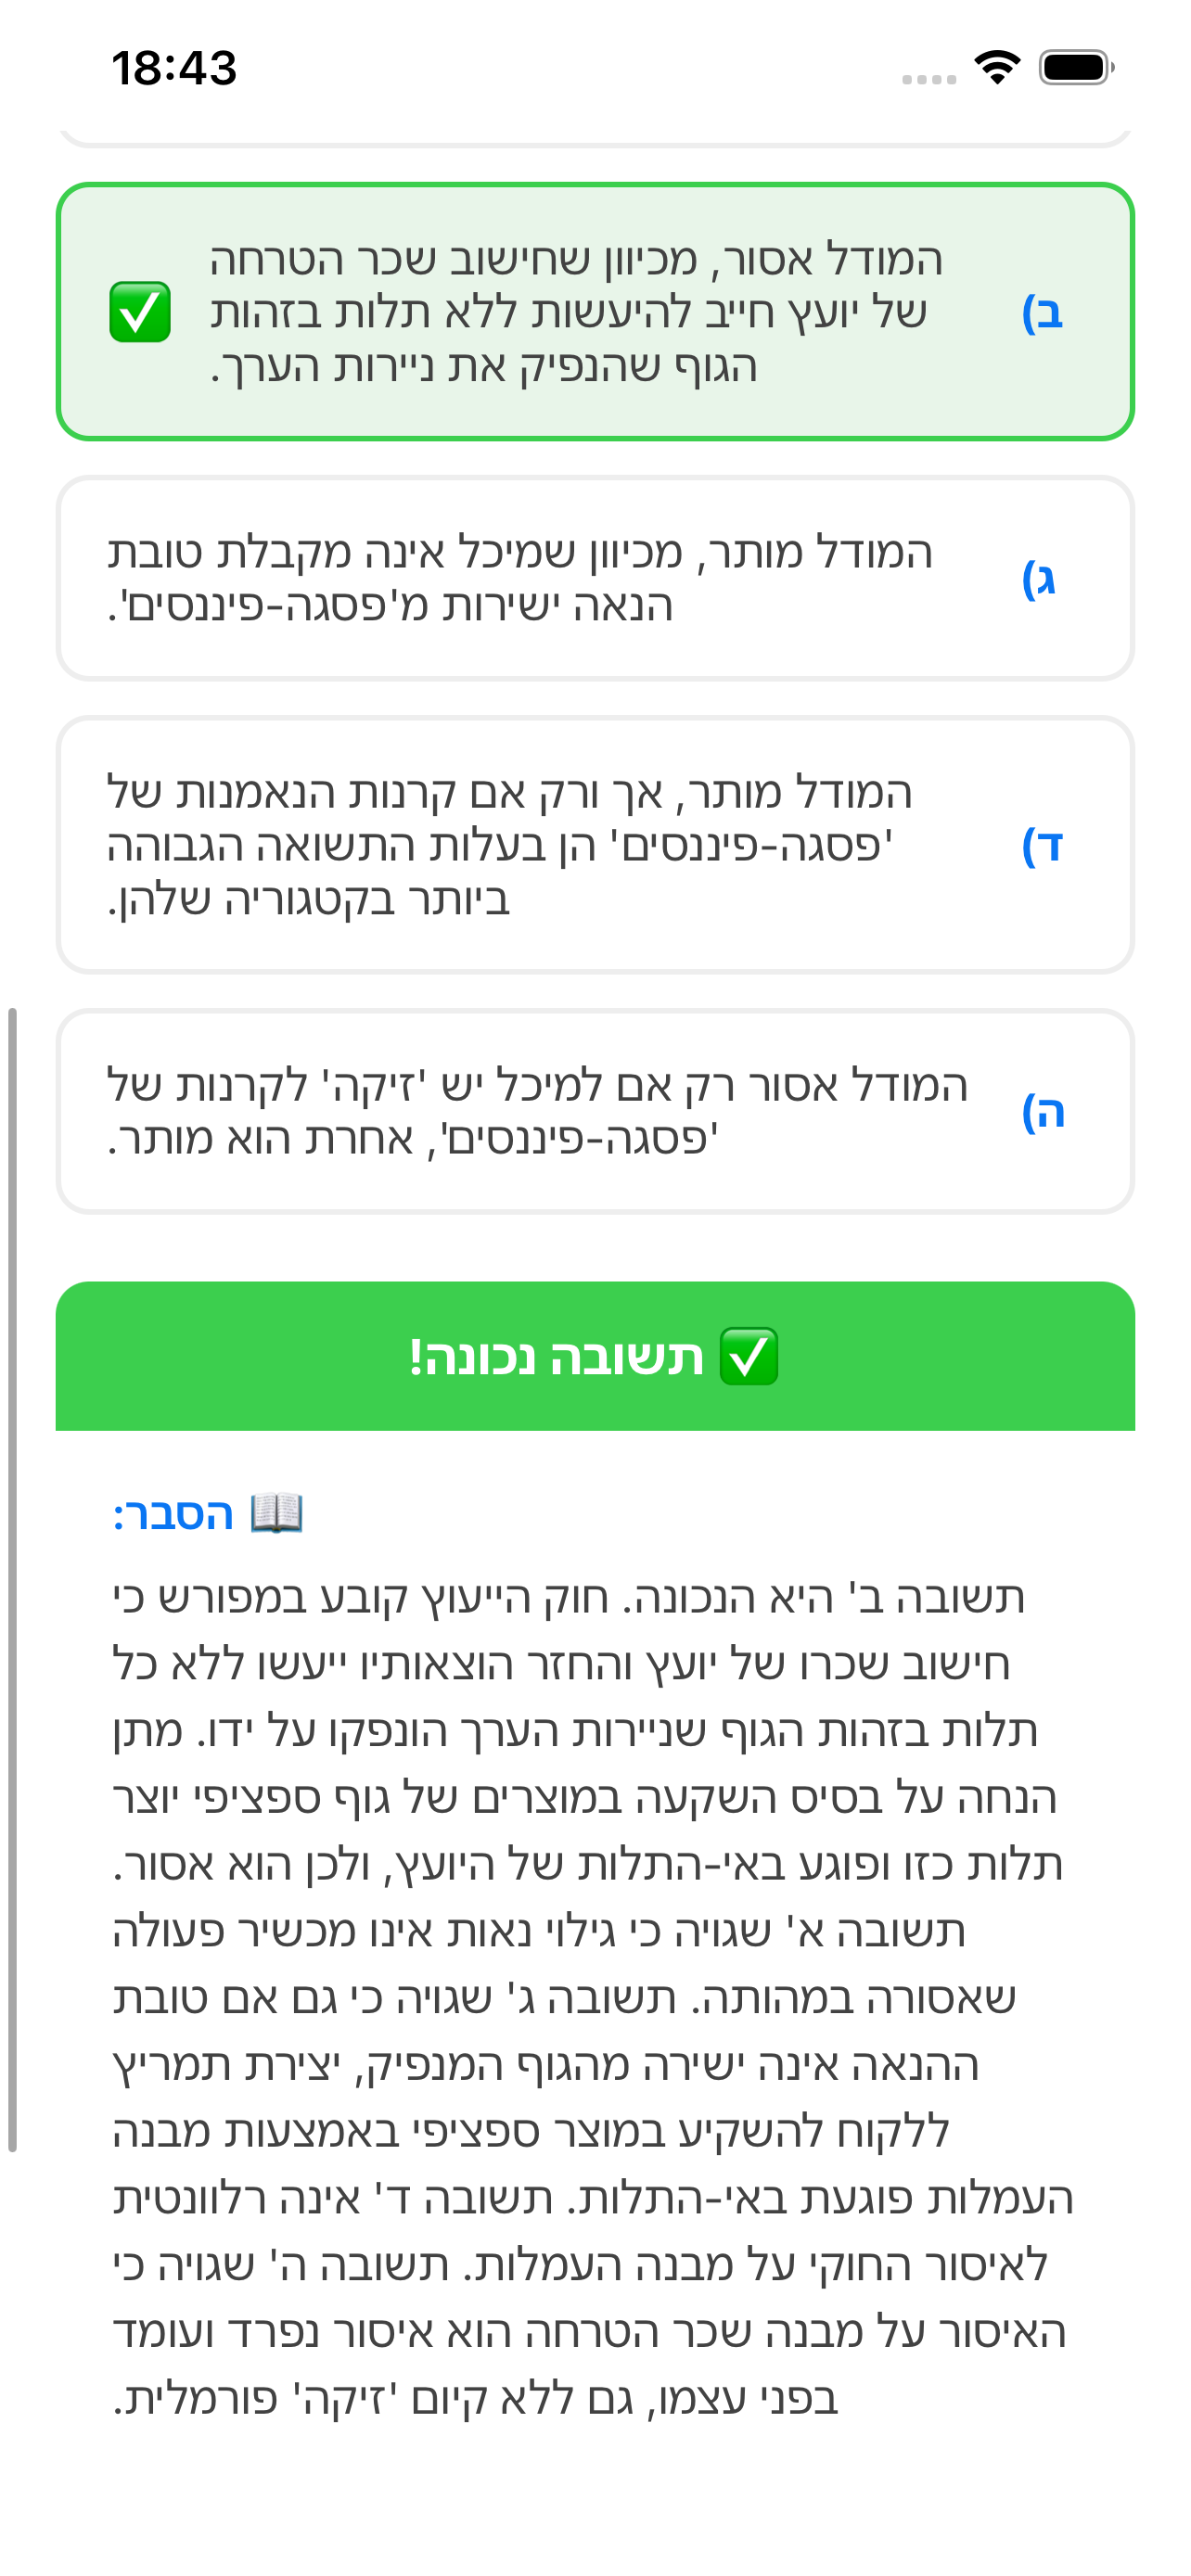 18:43
ב)
המודל אסור, מכיוון שחישוב שכר הטרחה
של יועץ חייב להיעשות ללא תלות בזהות
הגוף שהנפיק את ניירות הערך.
ג)
המודל מותר, מכיוון שמיכל אינה מקבלת טובת
הנאה ישירות מ'פסגה-פיננסים'.
ד)
המודל מותר, אך ורק אם קרנות הנאמנות של
'פסגה-פיננסים' הן בעלות התשואה הגבוהה
ביותר בקטגוריה שלהן.
ה)
המודל אסור רק אם למיכל יש 'זיקה' לקרנות של
'פסגה-פיננסים', אחרת הוא מותר.
✅ תשובה נכונה!
📖 הסבר:
תשובה ב' היא הנכונה. חוק הייעוץ קובע במפורש כי
חישוב שכרו של יועץ והחזר הוצאותיו ייעשו ללא כל
תלות בזהות הגוף שניירות הערך הונפקו על ידו. מתן
הנחה על בסיס השקעה במוצרים של גוף ספציפי יוצר
תלות כזו ופוגע באי-התלות של היועץ, ולכן הוא אסור.
תשובה א' שגויה כי גילוי נאות אינו מכשיר פעולה
שאסורה במהותה. תשובה ג' שגויה כי גם אם טובת
ההנאה אינה ישירה מהגוף המנפיק, יצירת תמריץ
ללקוח להשקיע במוצר ספציפי באמצעות מבנה
העמלות פוגעת באי-התלות. תשובה ד' אינה רלוונטית
לאיסור החוקי על מבנה העמלות. תשובה ה' שגויה כי
האיסור על מבנה שכר הטרחה הוא איסור נפרד ועומד
בפני עצמו, גם ללא קיום 'זיקה' פורמלית.